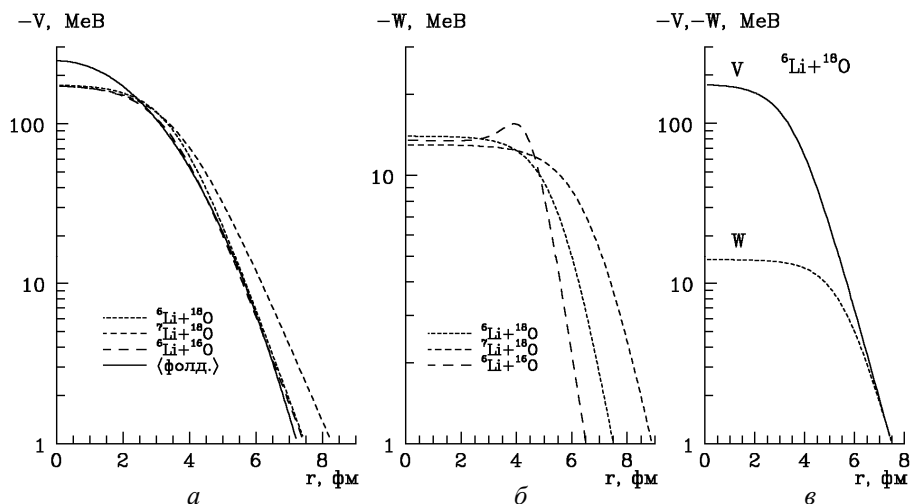 −V, МеВ
100
10
1
⁶Li+¹⁸O
⁷Li+¹⁸O
⁶Li+¹⁶O
⟨фолд.⟩
0 2 4 6 8
r, фм
а
−W, МеВ
10
1
⁶Li+¹⁸O
⁷Li+¹⁸O
⁶Li+¹⁶O
0 2 4 6 8
r, фм
б
−V,−W, МеВ
V
⁶Li+¹⁸O
100
W
10
1
0 2 4 6 8
r, фм
в